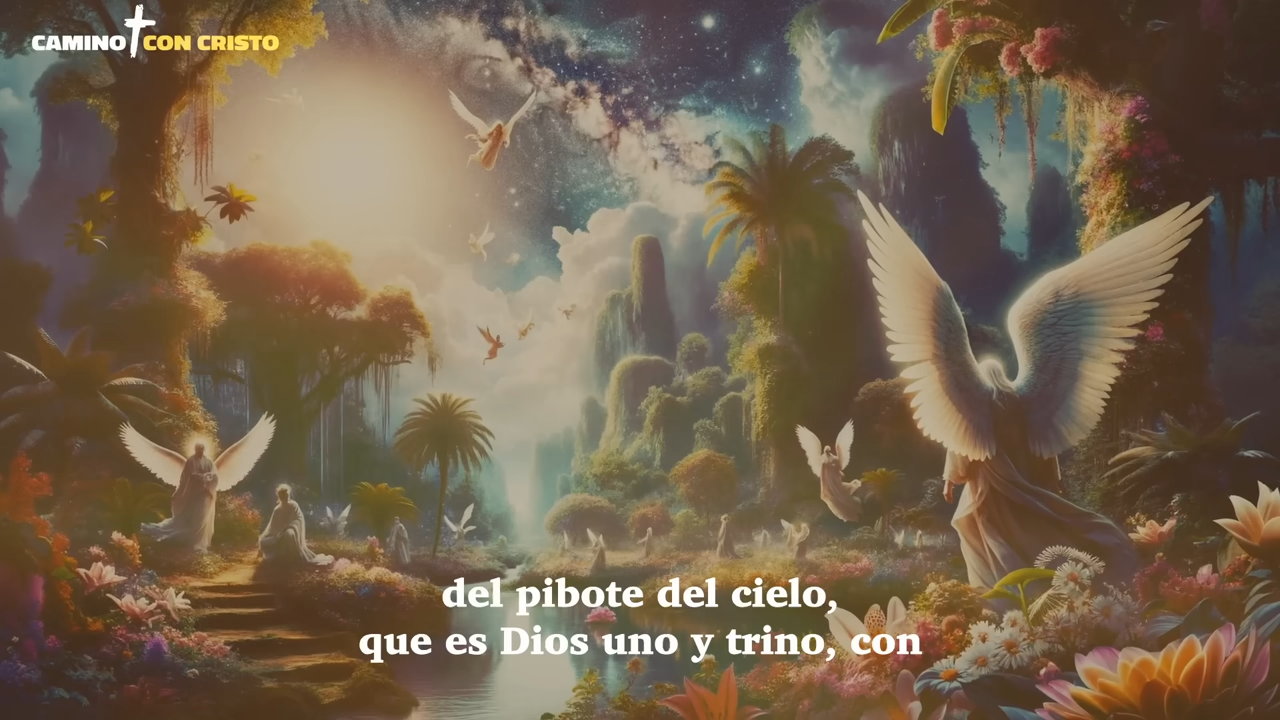 CAMINO CON CRISTO
del pibote del cielo,
que es Dios uno y trino, con